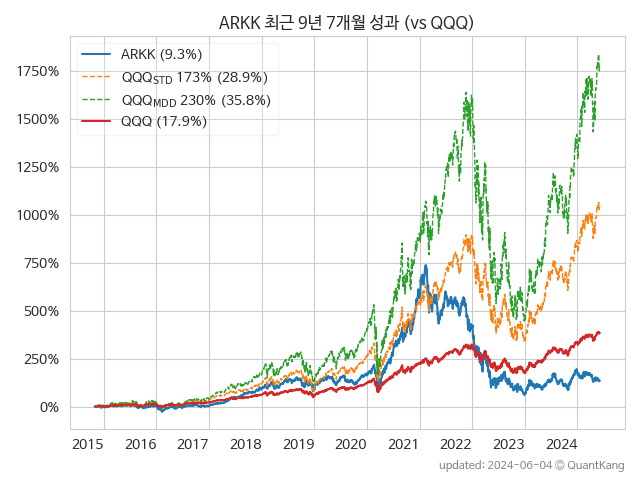 ARKK 최근 9년 7개월 성과 (vs QQQ)
ARKK (9.3%)
QQQSTD 173% (28.9%)
QQQMDD 230% (35.8%)
QQQ (17.9%)
1750%
1500%
1250%
1000%
750%
500%
250%
0%
2015 2016 2017 2018 2019 2020 2021 2022 2023 2024
updated: 2024-06-04 © QuantKang